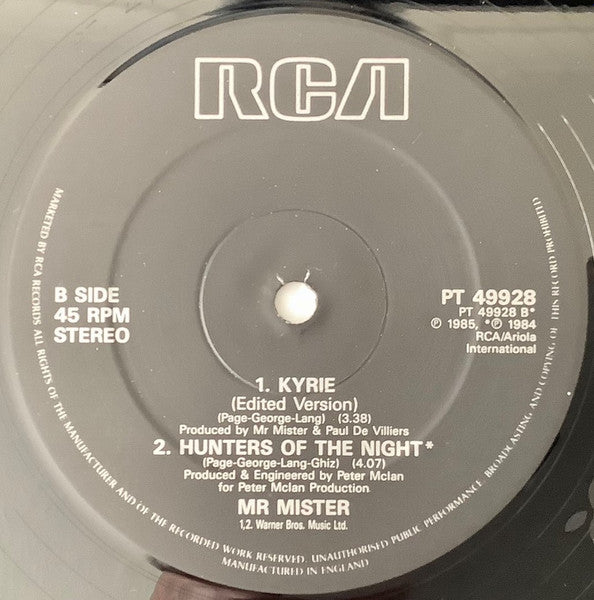 RCA
B SIDE
45 RPM
STEREO
PT 49928
PT 49928 B*
℗ 1985, *℗ 1984
RCA/Ariola
International
1. KYRIE
(Edited Version)
(Page-George-Lang) (3.38)
Produced by Mr Mister & Paul De Villiers
2. HUNTERS OF THE NIGHT*
(Page-George-Lang-Ghiz) (4.07)
Produced & Engineered by Peter McIan
for Peter McIan Production
MR MISTER
1,2. Warner Bros. Music Ltd.
MARKETED BY RCA RECORDS. ALL RIGHTS OF THE MANUFACTURER AND OF THE RECORDED WORK RESERVED. UNAUTHORISED PUBLIC PERFORMANCE, BROADCASTING AND COPYING OF THIS RECORD PROHIBITED.
MANUFACTURED IN ENGLAND